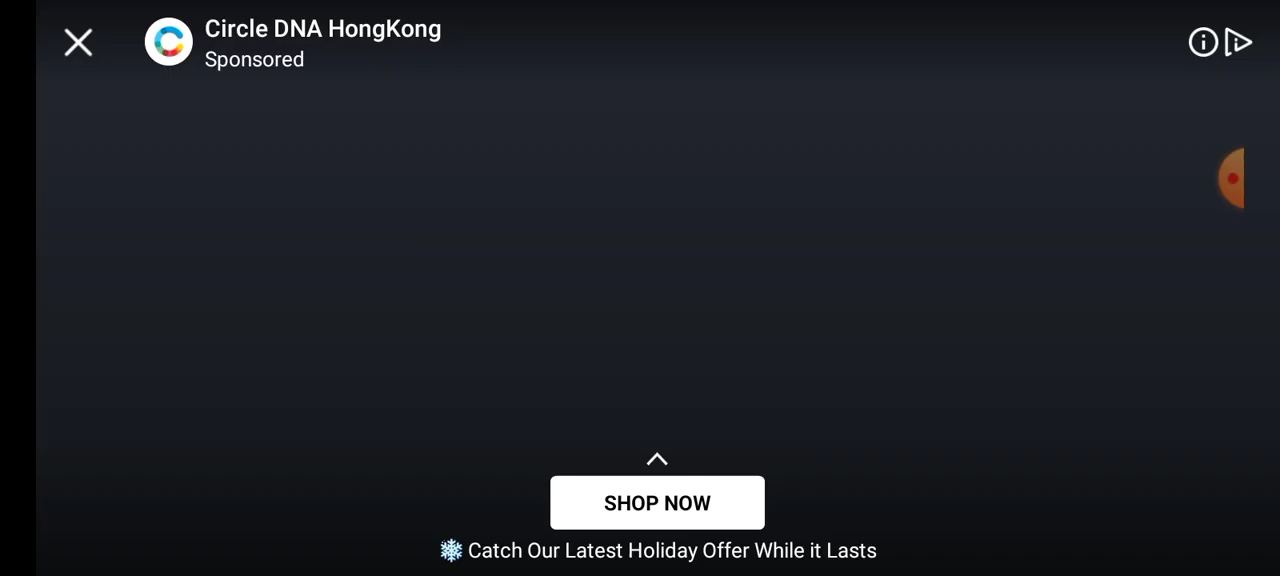 Circle DNA HongKong
Sponsored
SHOP NOW
❄️ Catch Our Latest Holiday Offer While it Lasts